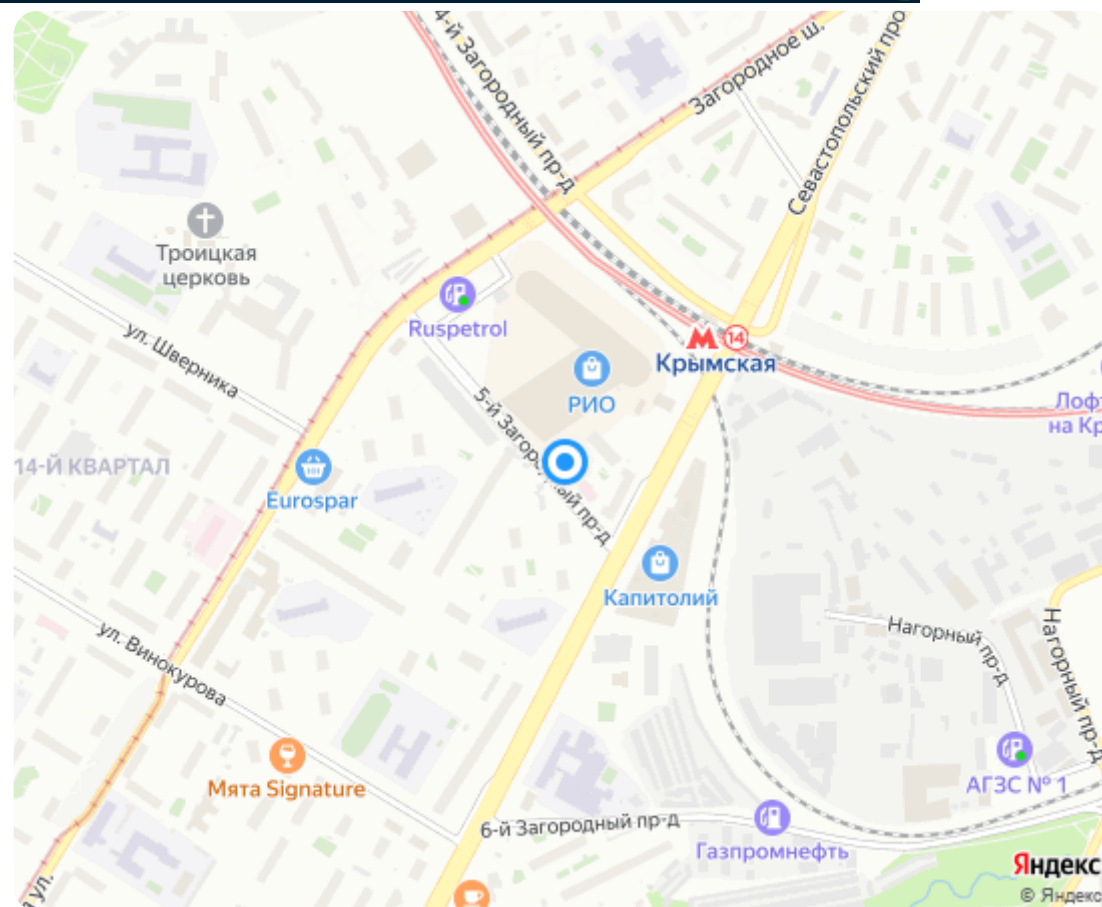 4-й Загородный пр-д
Загородное ш.
Севастопольский про
Троицкая
церковь
Ruspetrol
ул. Шверника
14
Крымская
РИО
Лофт
на Кр
5-й Загородный пр-д
14-Й КВАРТАЛ
Eurospar
Капитолий
Нагорный пр-д
Нагорный пр-д
ул. Винокурова
Мята Signature
АГЗС № 1
6-й Загородный пр-д
Газпромнефть
Яндекс
© Яндекс
ул.